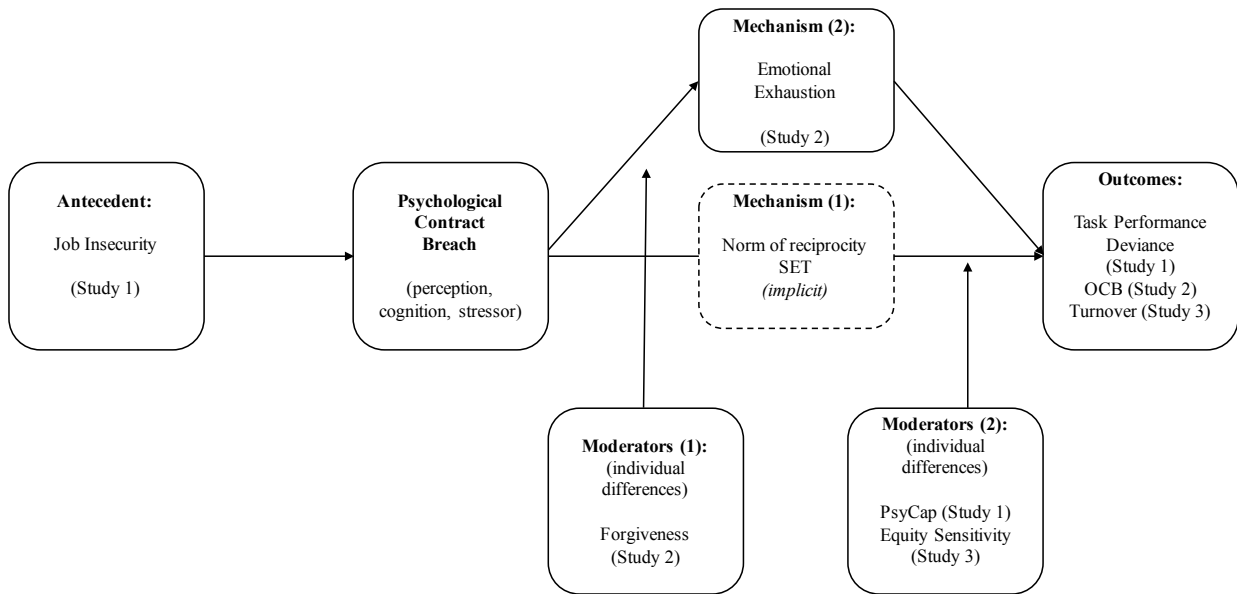 Antecedent:
Job Insecurity
(Study 1)
Psychological
Contract
Breach
(perception,
cognition, stressor)
Mechanism (2):
Emotional
Exhaustion
(Study 2)
Mechanism (1):
Norm of reciprocity
SET
(implicit)
Outcomes:
Task Performance
Deviance
(Study 1)
OCB (Study 2)
Turnover (Study 3)
Moderators (1):
(individual
differences)
Forgiveness
(Study 2)
Moderators (2):
(individual
differences)
PsyCap (Study 1)
Equity Sensitivity
(Study 3)